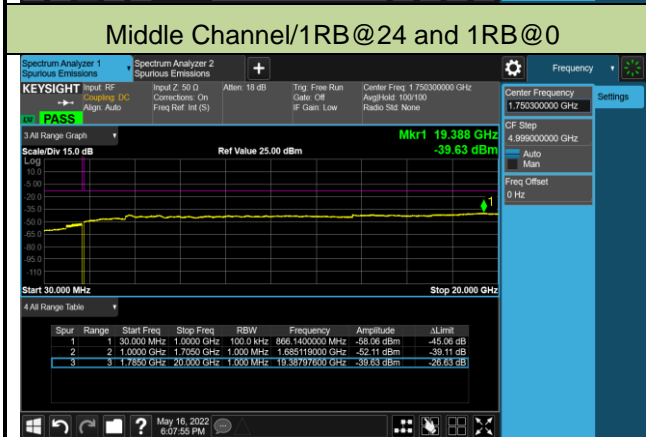 Middle Channel/1RB@24 and 1RB@0
Spectrum Analyzer 1
Spurious Emissions
Spectrum Analyzer 2
Spurious Emissions
Frequency
KEYSIGHT
Input: RF
Coupling: DC
Align: Auto
Input Z: 50 Ω
Corrections: On
Freq Ref: Int (S)
Atten: 18 dB
Trig: Free Run
Gate: Off
IF Gain: Low
Center Freq: 1.750300000 GHz
Avg|Hold: 100/100
Radio Std: None
PASS
Center Frequency
1.750300000 GHz
Settings
CF Step
4.999000000 GHz
Auto
Man
Freq Offset
0 Hz
3 All Range Graph
Mkr1 19.388 GHz
Scale/Div 15.0 dB
Ref Value 25.00 dBm
-39.63 dBm
Log
10.0
-5.00
-20.0
-35.0
-50.0
-65.0
-80.0
-95.0
-110
1
Start 30.000 MHz
Stop 20.000 GHz
4 All Range Table
Spur Range Start Freq Stop Freq RBW Frequency Amplitude ΔLimit
1 1 30.000 MHz 1.0000 GHz 100.0 kHz 866.1400000 MHz -58.06 dBm -45.06 dB
2 2 1.0000 GHz 1.7050 GHz 1.000 MHz 1.685119000 GHz -52.11 dBm -39.11 dB
3 3 1.7850 GHz 20.000 GHz 1.000 MHz 19.38797600 GHz -39.63 dBm -26.63 dB
May 16, 2022
6:07:55 PM